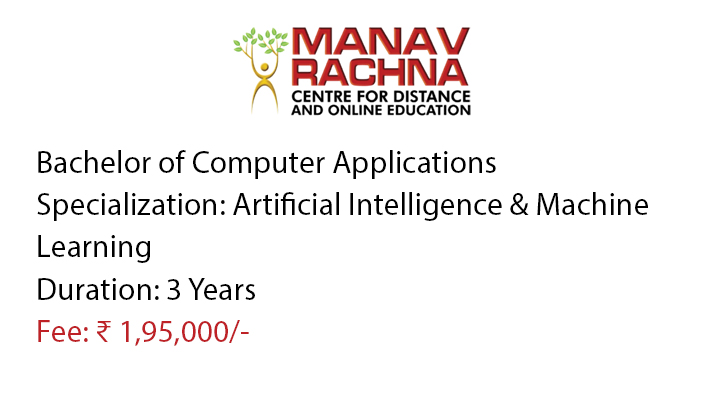 MANAV
RACHNA
CENTRE FOR DISTANCE
AND ONLINE EDUCATION
Bachelor of Computer Applications
Specialization: Artificial Intelligence & Machine
Learning
Duration: 3 Years
Fee: ₹ 1,95,000/-